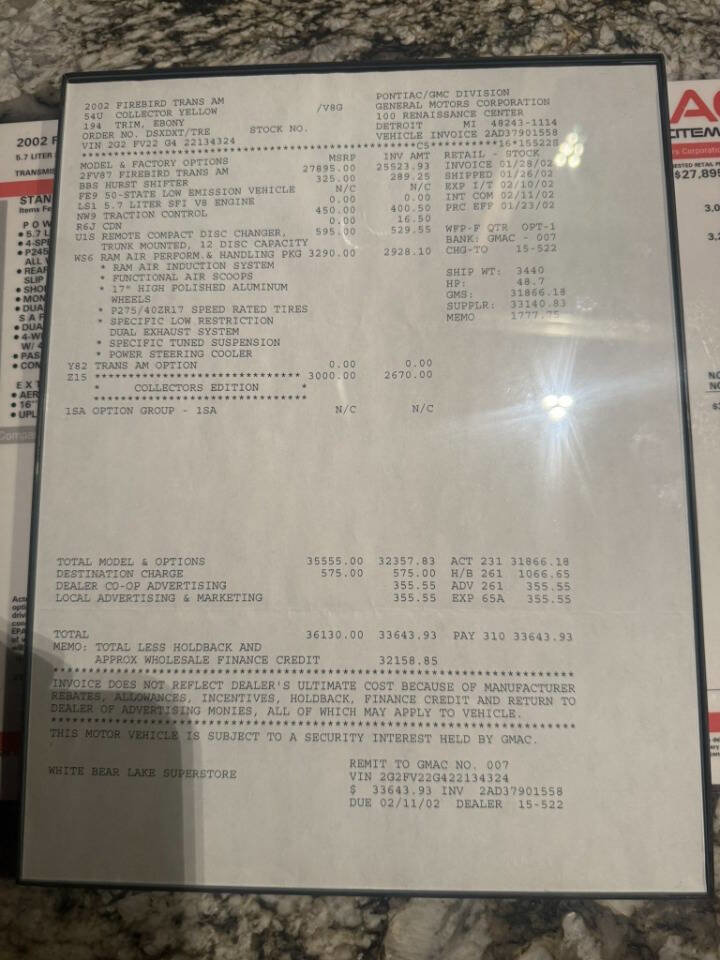 2002 FIREBIRD TRANS AM /V8G PONTIAC/GMC DIVISION
54U COLLECTOR YELLOW GENERAL MOTORS CORPORATION
194 TRIM, EBONY 100 RENAISSANCE CENTER
ORDER NO. DSXDXT/TRE STOCK NO. DETROIT MI 48243-1114
VIN 2G2 FV22 G4 22134324 VEHICLE INVOICE 2AD37901558
MODEL & FACTORY OPTIONS MSRP INV AMT RETAIL - STOCK
2FV87 FIREBIRD TRANS AM 27895.00 25523.93 INVOICE 01/28/02
BBS HURST SHIFTER 325.00 289.25 SHIPPED 01/26/02
FE9 50-STATE LOW EMISSION VEHICLE N/C N/C EXP I/T 02/10/02
LS1 5.7 LITER SFI V8 ENGINE 0.00 0.00 INT COM 02/11/02
NW9 TRACTION CONTROL 450.00 400.50 PRC EFF 01/23/02
R6J CDN 0.00 16.50
U1S REMOTE COMPACT DISC CHANGER, 595.00 529.55 WFP-F QTR OPT-1
TRUNK MOUNTED, 12 DISC CAPACITY BANK: GMAC - 007
WS6 RAM AIR PERFORM.& HANDLING PKG 3290.00 2928.10 CHG-TO 15-522
* RAM AIR INDUCTION SYSTEM
* FUNCTIONAL AIR SCOOPS SHIP WT: 3440
* 17" HIGH POLISHED ALUMINUM HP: 48.7
WHEELS GMS: 31866.18
* P275/40ZR17 SPEED RATED TIRES SUPPLR: 33140.83
* SPECIFIC LOW RESTRICTION MEMO 1777.75
DUAL EXHAUST SYSTEM
* SPECIFIC TUNED SUSPENSION
* POWER STEERING COOLER
Y82 TRANS AM OPTION 0.00 0.00
Z15 ****************************** 3000.00 2670.00
* COLLECTORS EDITION *
******************************
1SA OPTION GROUP - 1SA N/C N/C
TOTAL MODEL & OPTIONS 35555.00 32357.83 ACT 231 31866.18
DESTINATION CHARGE 575.00 575.00 H/B 261 1066.65
DEALER CO-OP ADVERTISING 355.55 ADV 261 355.55
LOCAL ADVERTISING & MARKETING 355.55 EXP 65A 355.55
TOTAL 36130.00 33643.93 PAY 310 33643.93
MEMO: TOTAL LESS HOLDBACK AND
APPROX WHOLESALE FINANCE CREDIT 32158.85
INVOICE DOES NOT REFLECT DEALER'S ULTIMATE COST BECAUSE OF MANUFACTURER
REBATES, ALLOWANCES, INCENTIVES, HOLDBACK, FINANCE CREDIT AND RETURN TO
DEALER OF ADVERTISING MONIES, ALL OF WHICH MAY APPLY TO VEHICLE.
THIS MOTOR VEHICLE IS SUBJECT TO A SECURITY INTEREST HELD BY GMAC.
WHITE BEAR LAKE SUPERSTORE REMIT TO GMAC NO. 007
VIN 2G2FV22G422134324
$ 33643.93 INV 2AD37901558
DUE 02/11/02 DEALER 15-522